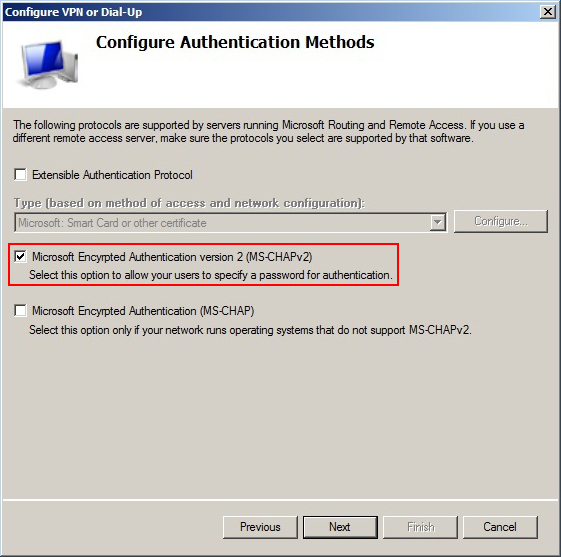 Configure VPN or Dial-Up
Configure Authentication Methods
The following protocols are supported by servers running Microsoft Routing and Remote Access. If you use a
different remote access server, make sure the protocols you select are supported by that software.
Extensible Authentication Protocol
Type (based on method of access and network configuration):
Microsoft: Smart Card or other certificate
Configure...
Microsoft Encyrpted Authentication version 2 (MS-CHAPv2)
Select this option to allow your users to specify a password for authentication.
Microsoft Encyrpted Authentication (MS-CHAP)
Select this option only if your network runs operating systems that do not support MS-CHAPv2.
Previous
Next
Finish
Cancel